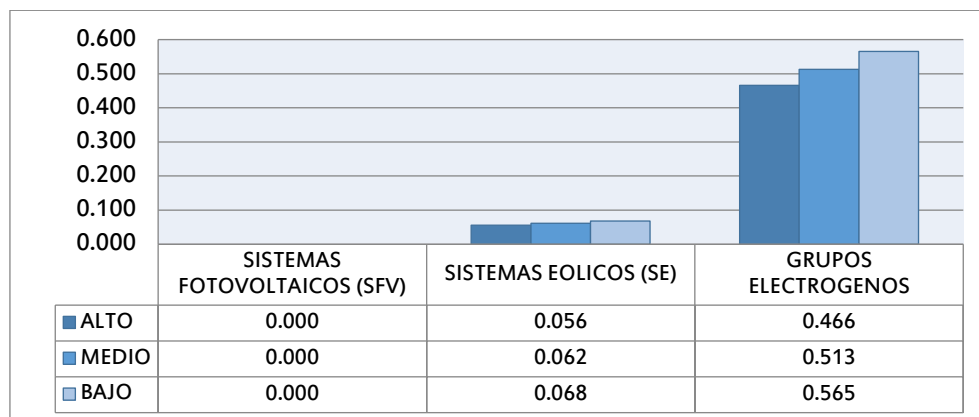 0.600
0.500
0.400
0.300
0.200
0.100
0.000
SISTEMAS
FOTOVOLTAICOS (SFV)
SISTEMAS EOLICOS (SE)
GRUPOS
ELECTROGENOS
ALTO 0.000 0.056 0.466
MEDIO 0.000 0.062 0.513
BAJO 0.000 0.068 0.565